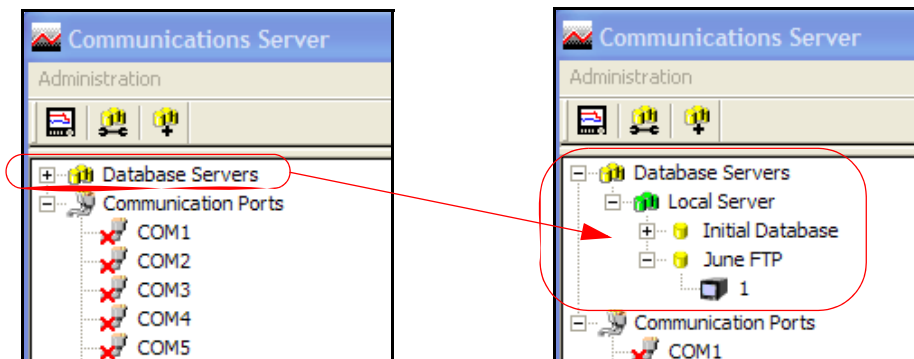 Communications Server
Administration
Database Servers
Communication Ports
COM1
COM2
COM3
COM4
COM5
Communications Server
Administration
Database Servers
Local Server
Initial Database
June FTP
1
Communication Ports
COM1